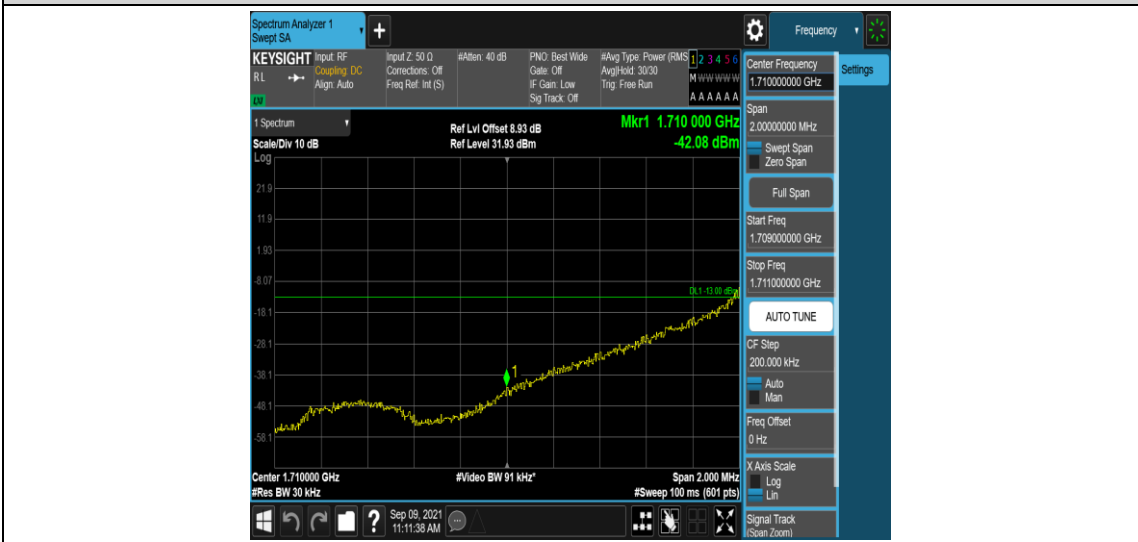 Spectrum Analyzer 1
Swept SA
+
Frequency
KEYSIGHT
RL
Input: RF
Coupling: DC
Align: Auto
Input Z: 50 Ω
Corrections: Off
Freq Ref: Int (S)
#Atten: 40 dB
PNO: Best Wide
Gate: Off
IF Gain: Low
Sig Track: Off
#Avg Type: Power (RMS
Avg|Hold: 30/30
Trig: Free Run
1 2 3 4 5 6
M W W W W W
A A A A A A
1 Spectrum
Scale/Div 10 dB
Log
Ref Lvl Offset 8.93 dB
Ref Level 31.93 dBm
Mkr1 1.710 000 GHz
-42.08 dBm
21.9
11.9
1.93
-8.07
-18.1
-28.1
-38.1
-48.1
-58.1
DL1 -13.00 dBm
1
Center 1.710000 GHz
#Res BW 30 kHz
#Video BW 91 kHz*
Span 2.000 MHz
#Sweep 100 ms (601 pts)
Sep 09, 2021
11:11:38 AM
?
Center Frequency
1.710000000 GHz
Settings
Span
2.00000000 MHz
Swept Span
Zero Span
Full Span
Start Freq
1.709000000 GHz
Stop Freq
1.711000000 GHz
AUTO TUNE
CF Step
200.000 kHz
Auto
Man
Freq Offset
0 Hz
X Axis Scale
Log
Lin
Signal Track
(Span Zoom)